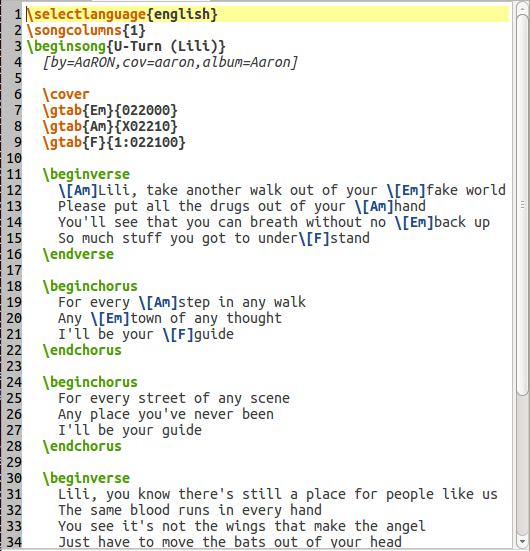 1 \selectlanguage{english}
2 \songcolumns{1}
3 \beginsong{U-Turn (Lili)}
4 [by=AaRON,cov=aaron,album=Aaron]
5
6 \cover
7 \gtab{Em}{022000}
8 \gtab{Am}{X02210}
9 \gtab{F}{1:022100}
10
11 \beginverse
12 \[Am]Lili, take another walk out of your \[Em]fake world
13 Please put all the drugs out of your \[Am]hand
14 You'll see that you can breath without no \[Em]back up
15 So much stuff you got to under\[F]stand
16 \endverse
17
18 \beginchorus
19 For every \[Am]step in any walk
20 Any \[Em]town of any thought
21 I'll be your \[F]guide
22 \endchorus
23
24 \beginchorus
25 For every street of any scene
26 Any place you've never been
27 I'll be your guide
28 \endchorus
29
30 \beginverse
31 Lili, you know there's still a place for people like us
32 The same blood runs in every hand
33 You see it's not the wings that make the angel
34 Just have to move the bats out of your head